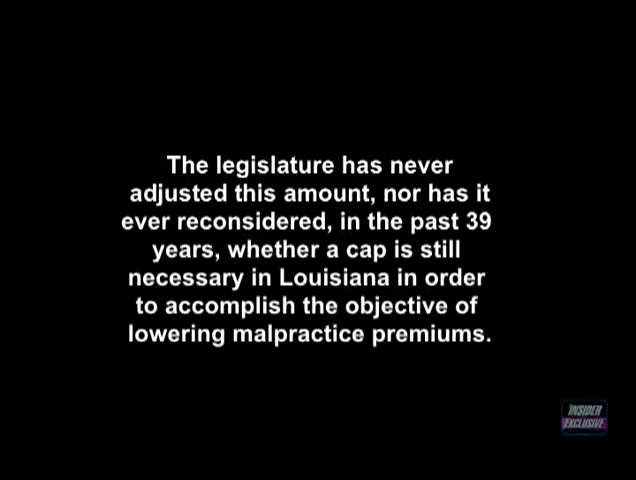 The legislature has never
adjusted this amount, nor has it
ever reconsidered, in the past 39
years, whether a cap is still
necessary in Louisiana in order
to accomplish the objective of
lowering malpractice premiums.
INSIDER
EXCLUSIVE